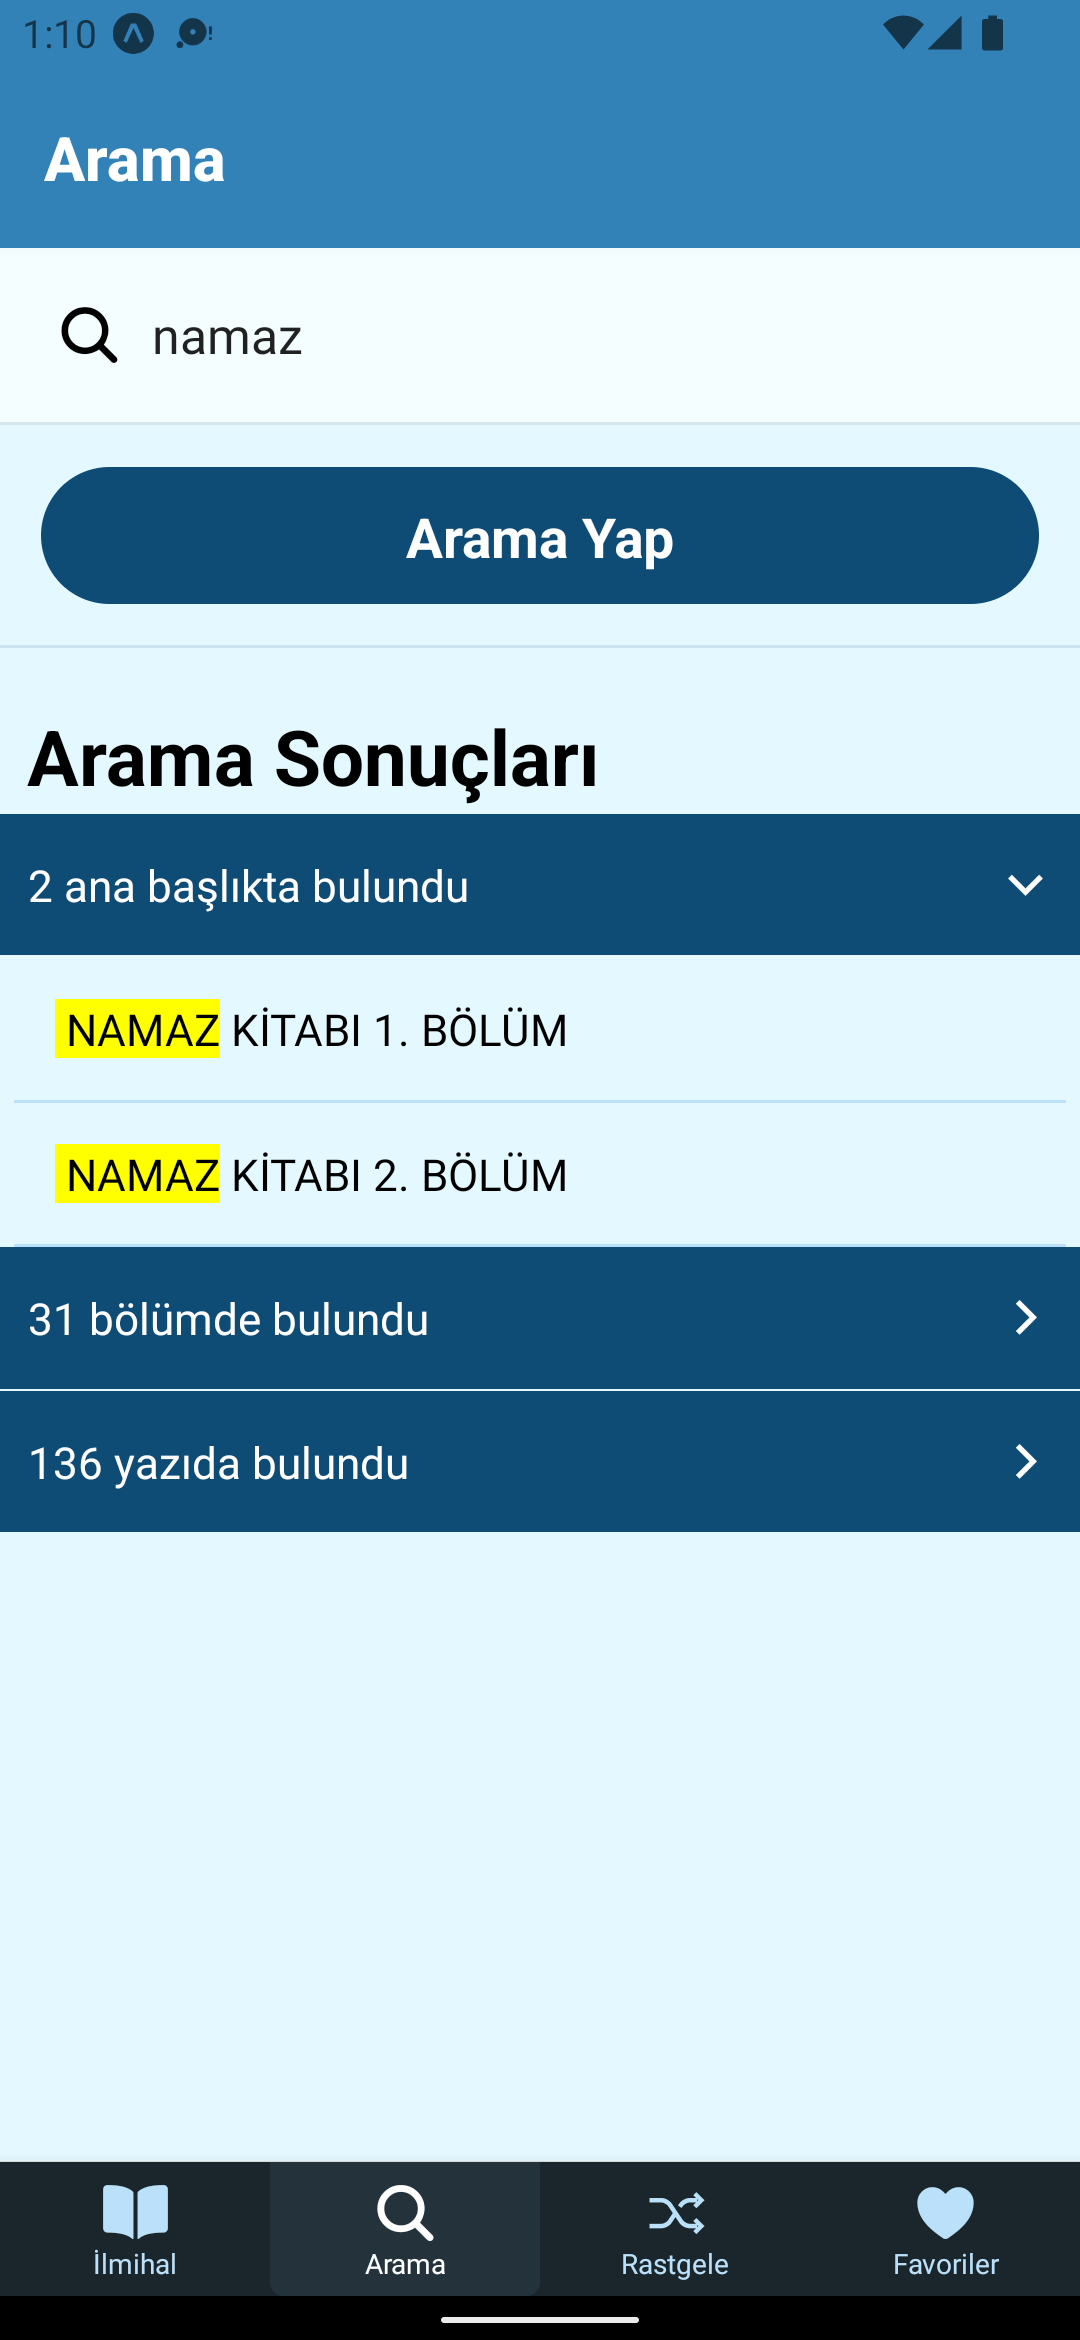 1:10
Arama
namaz
Arama Yap
Arama Sonuçları
2 ana başlıkta bulundu
NAMAZ KİTABI 1. BÖLÜM
NAMAZ KİTABI 2. BÖLÜM
31 bölümde bulundu
136 yazıda bulundu
İlmihal
Arama
Rastgele
Favoriler